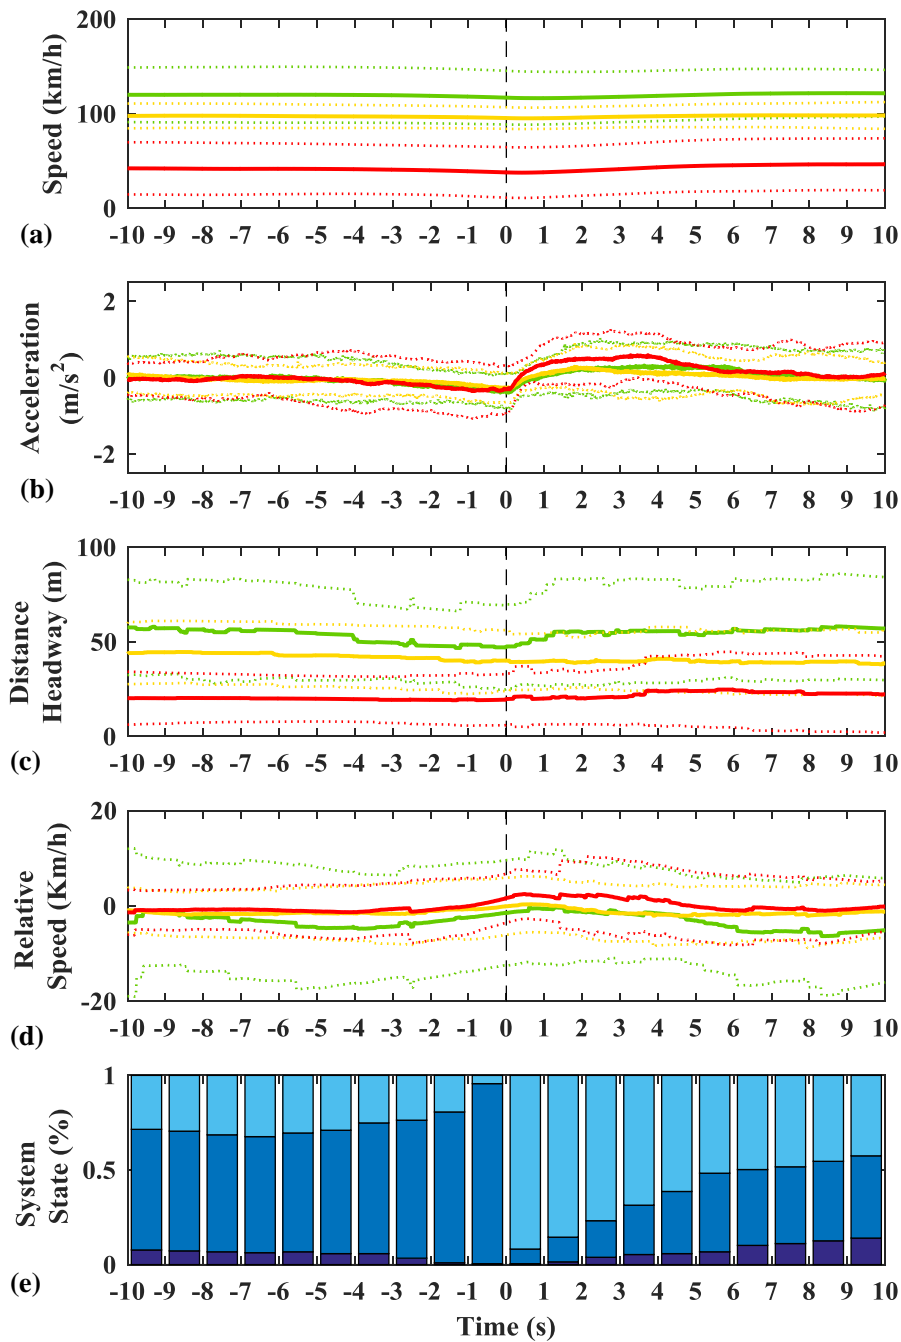 200
100
0
Speed (km/h)
(a)
-10 -9 -8 -7 -6 -5 -4 -3 -2 -1 0 1 2 3 4 5 6 7 8 9 10
2
0
-2
Acceleration
(m/s²)
(b)
-10 -9 -8 -7 -6 -5 -4 -3 -2 -1 0 1 2 3 4 5 6 7 8 9 10
100
50
0
Distance
Headway (m)
(c)
-10 -9 -8 -7 -6 -5 -4 -3 -2 -1 0 1 2 3 4 5 6 7 8 9 10
20
0
-20
Relative
Speed (Km/h)
(d)
-10 -9 -8 -7 -6 -5 -4 -3 -2 -1 0 1 2 3 4 5 6 7 8 9 10
1
0.5
0
System
State (%)
(e)
-10 -9 -8 -7 -6 -5 -4 -3 -2 -1 0 1 2 3 4 5 6 7 8 9 10
Time (s)